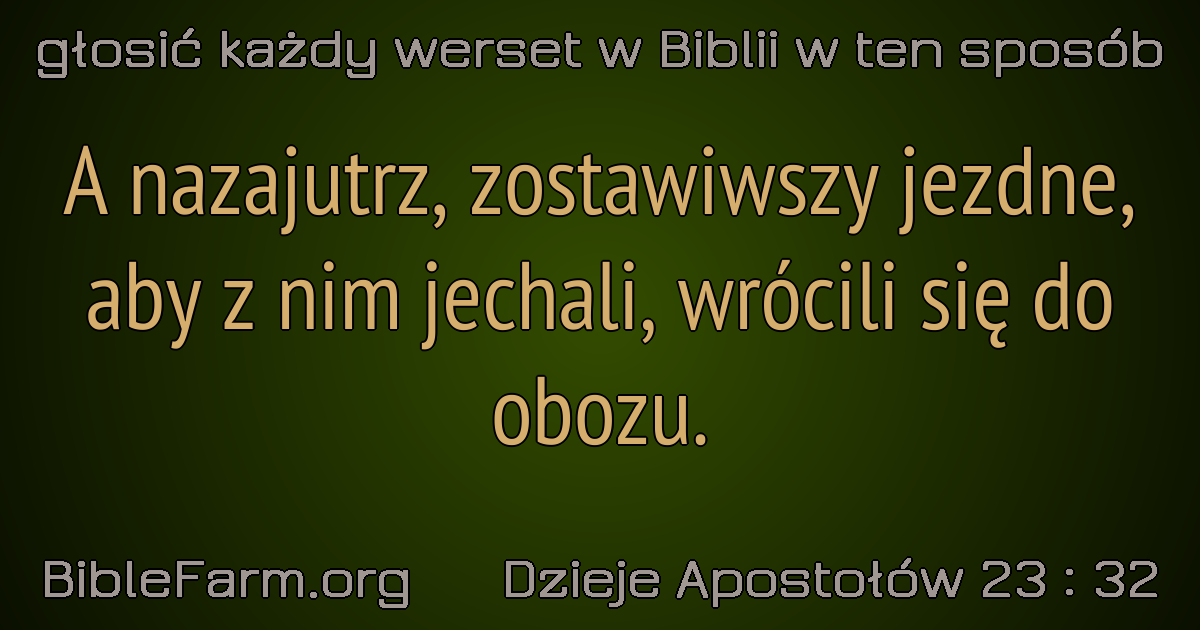 głosić każdy werset w Biblii w ten sposób
A nazajutrz, zostawiwszy jezdne,
aby z nim jechali, wrócili się do
obozu.
BibleFarm.org Dzieje Apostołów 23 : 32